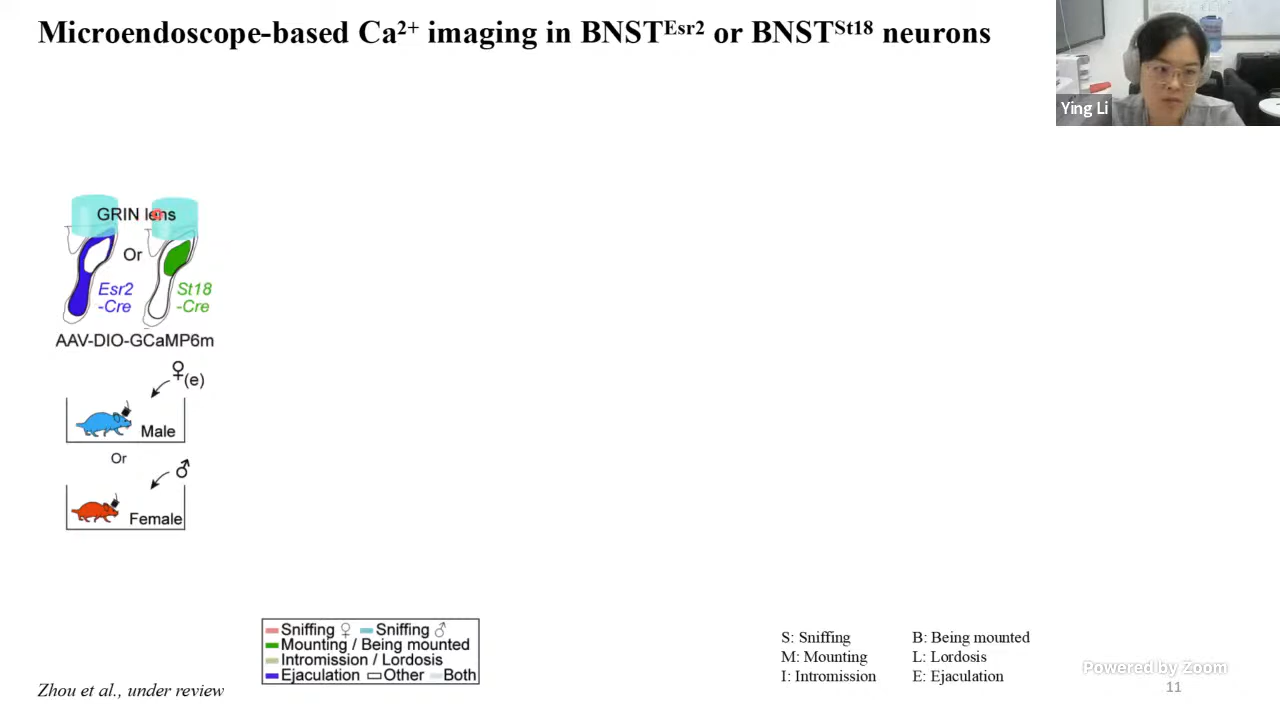 Microendoscope-based Ca²⁺ imaging in BNSTᴱˢʳ² or BNSTˢᵗ¹⁸ neurons
Ying Li
GRIN lens
Or
Esr2
-Cre
St18
-Cre
AAV-DIO-GCaMP6m
♀(e)
Male
Or
♂
Female
Sniffing ♀ Sniffing ♂
Mounting / Being mounted
Intromission / Lordosis
Ejaculation Other Both
S: Sniffing B: Being mounted
M: Mounting L: Lordosis
I: Intromission E: Ejaculation
Powered by Zoom
Zhou et al., under review
11